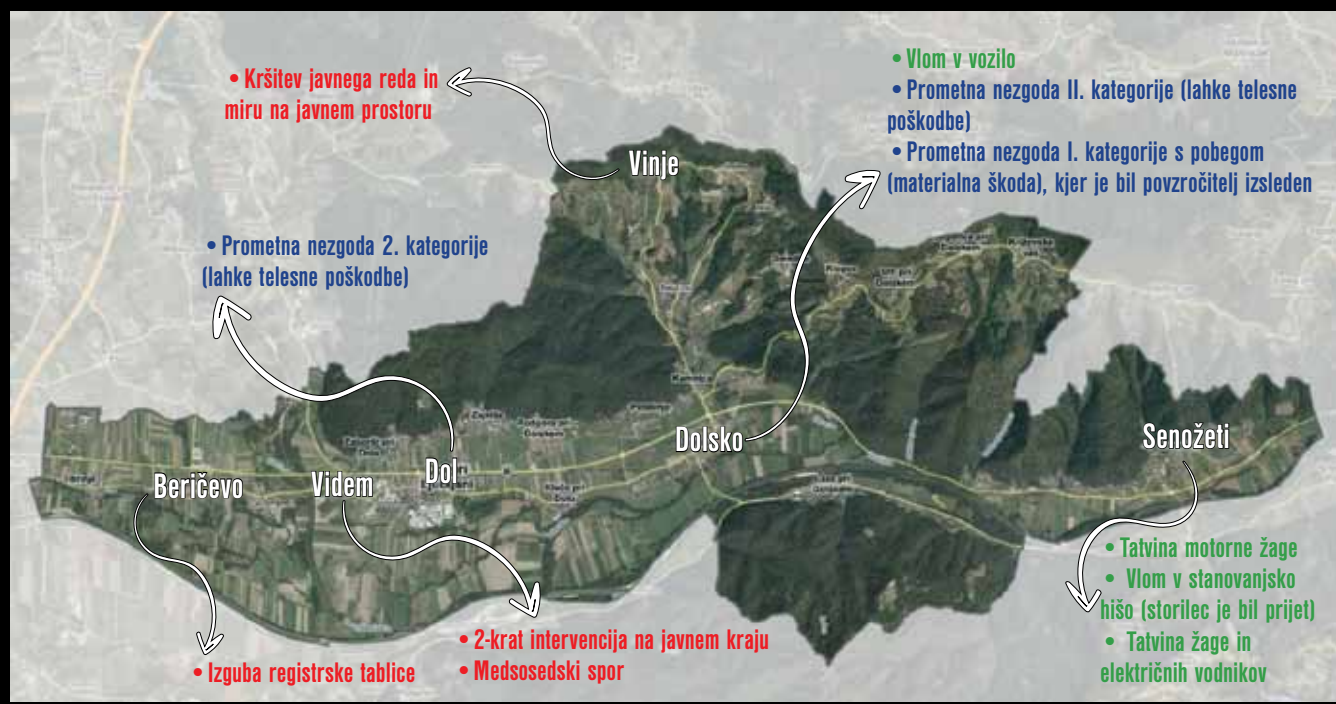 • Kršitev javnega reda in
miru na javnem prostoru
• Vlom v vozilo
• Prometna nezgoda II. kategorije (lahke telesne
poškodbe)
• Prometna nezgoda I. kategorije s pobegom
(materialna škoda), kjer je bil povzročitelj izsleden
Vinje
• Prometna nezgoda 2. kategorije
(lahke telesne poškodbe)
Kamnica
Dolsko
Senožeti
Dol
Beričevo
Videm
• Tatvina motorne žage
• Vlom v stanovanjsko
hišo (storilec je bil prijet)
• Tatvina žage in
električnih vodnikov
• 2-krat intervencija na javnem kraju
• Medsosedski spor
• Izguba registrske tablice